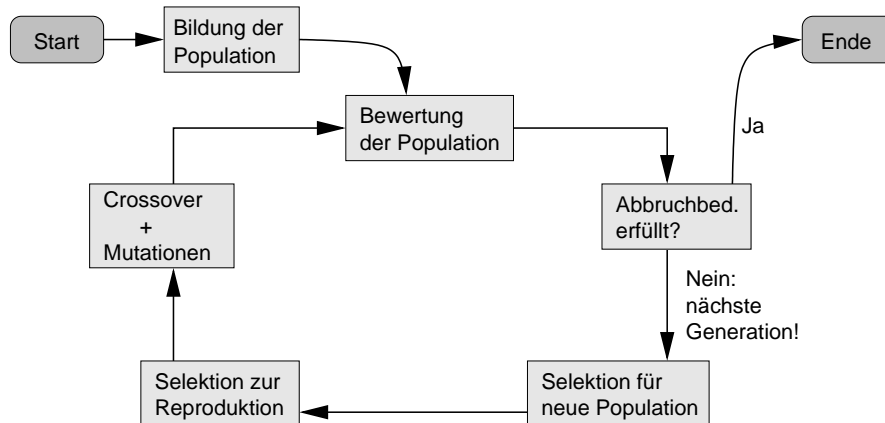 Start
Bildung der
Population
Ende
Bewertung
der Population
Ja
Crossover
+
Mutationen
Abbruchbed.
erfüllt?
Nein:
nächste
Generation!
Selektion zur
Reproduktion
Selektion für
neue Population